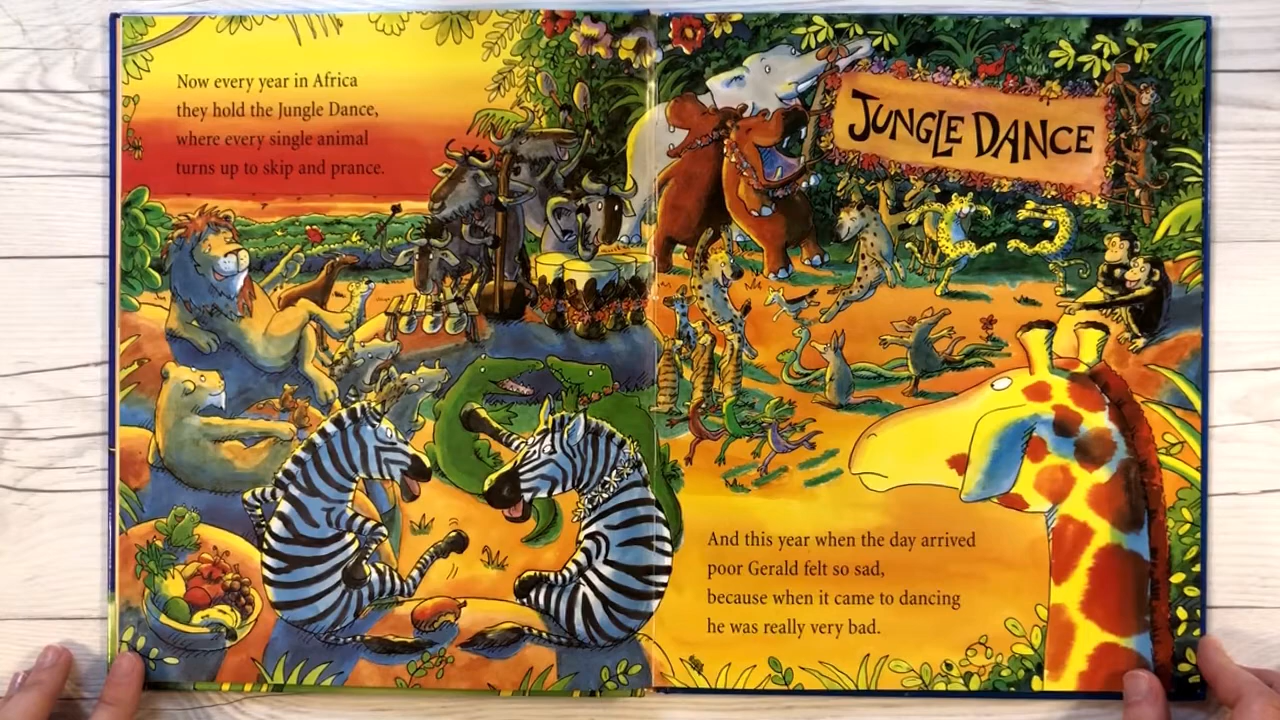 Now every year in Africa
they hold the Jungle Dance,
where every single animal
turns up to skip and prance.
JUNGLE DANCE
And this year when the day arrived
poor Gerald felt so sad,
because when it came to dancing
he was really very bad.